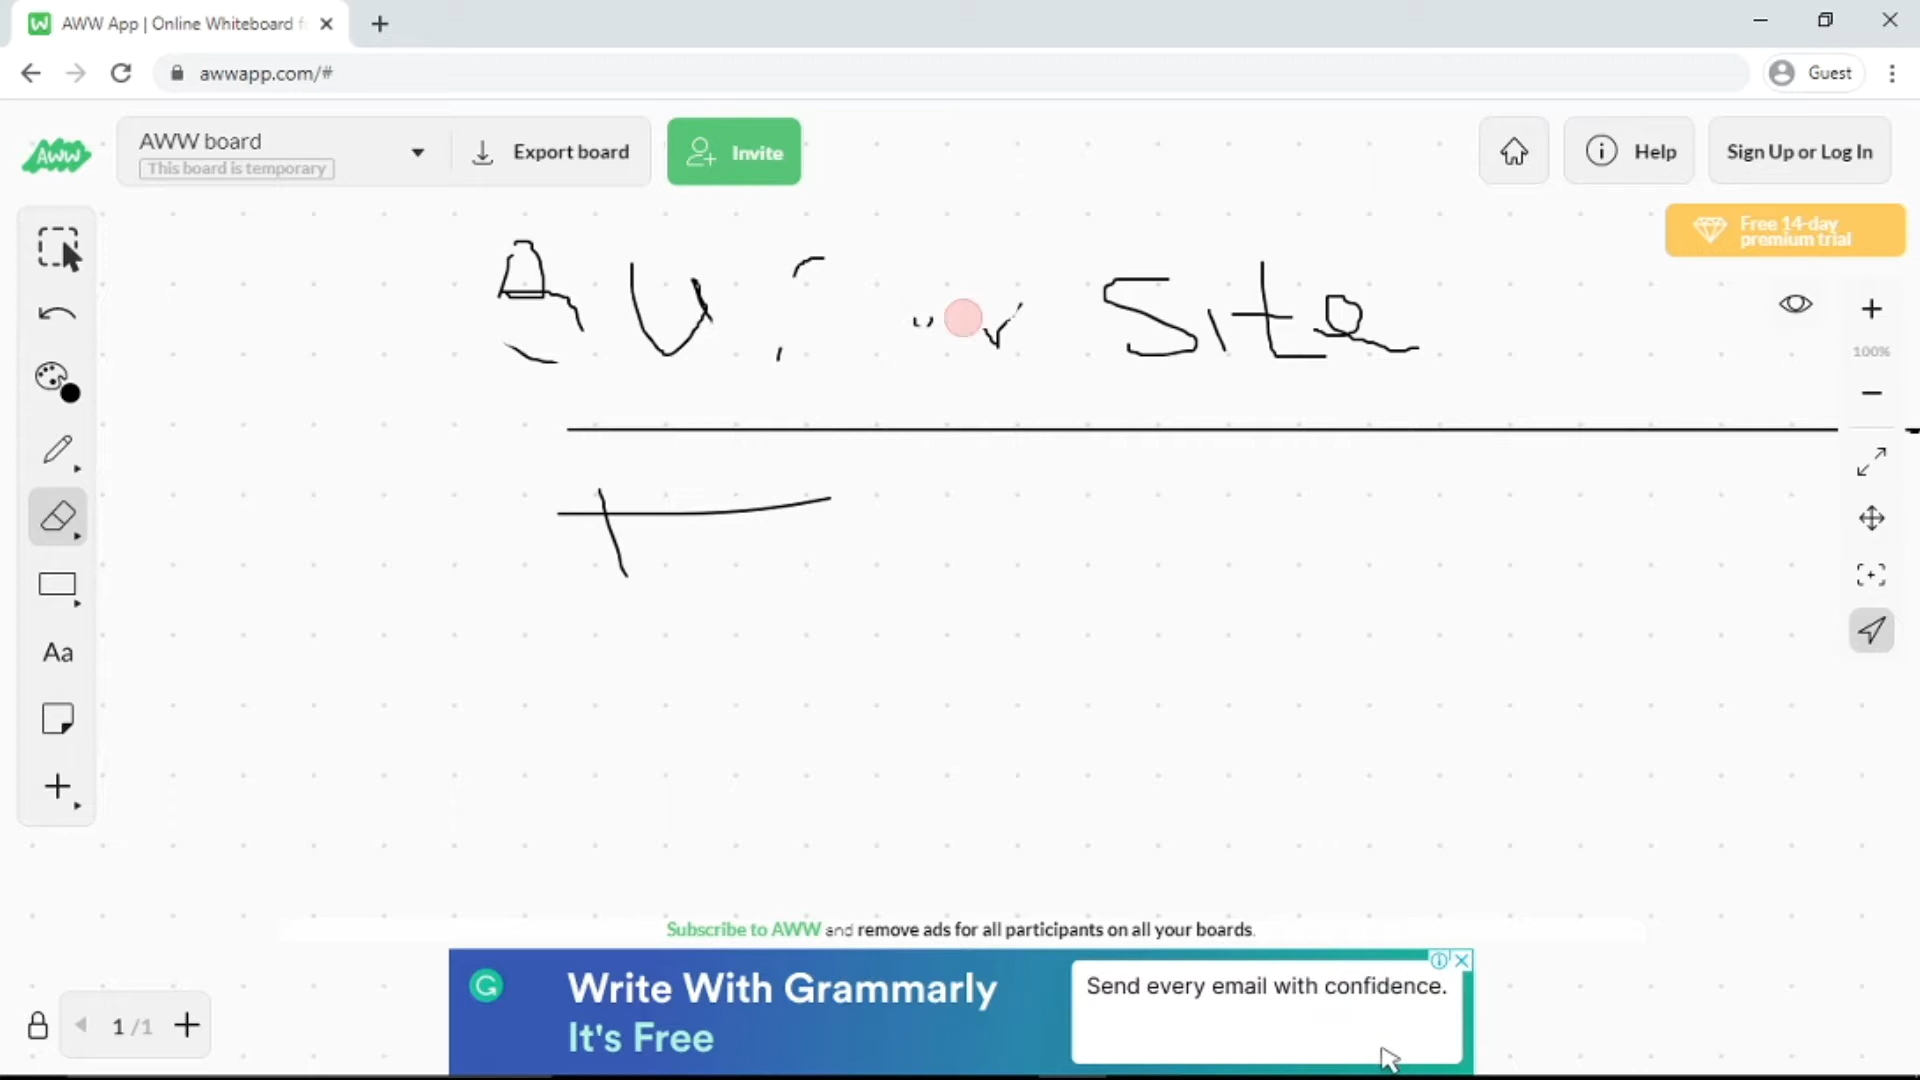 AWW App | Online Whiteboard f
awwapp.com/#
Guest
AWW
AWW board
This board is temporary
Export board
Invite
Help
Sign Up or Log In
Free 14-day
premium trial
Site
100%
Aa
Subscribe to AWW and remove ads for all participants on all your boards.
Write With Grammarly
It's Free
Send every email with confidence.
1 /1